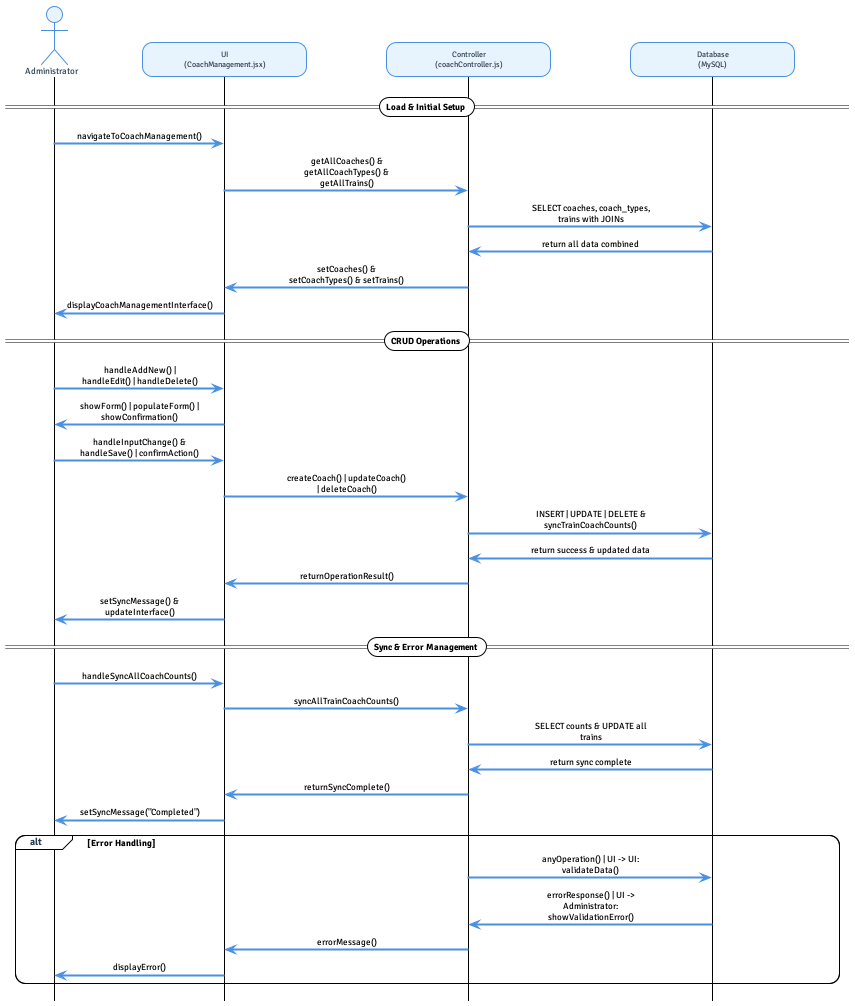 Administrator
UI
(CoachManagement.jsx)
Controller
(coachController.js)
Database
(MySQL)
Load & Initial Setup
navigateToCoachManagement()
getAllCoaches() &
getAllCoachTypes() &
getAllTrains()
SELECT coaches, coach_types,
trains with JOINs
return all data combined
setCoaches() &
setCoachTypes() & setTrains()
displayCoachManagementInterface()
CRUD Operations
handleAddNew() |
handleEdit() | handleDelete()
showForm() | populateForm() |
showConfirmation()
handleInputChange() &
handleSave() | confirmAction()
createCoach() | updateCoach()
| deleteCoach()
INSERT | UPDATE | DELETE &
syncTrainCoachCounts()
return success & updated data
returnOperationResult()
setSyncMessage() &
updateInterface()
Sync & Error Management
handleSyncAllCoachCounts()
syncAllTrainCoachCounts()
SELECT counts & UPDATE all
trains
return sync complete
returnSyncComplete()
setSyncMessage("Completed")
alt [Error Handling]
anyOperation() | UI -> UI:
validateData()
errorResponse() | UI ->
Administrator:
showValidationError()
errorMessage()
displayError()